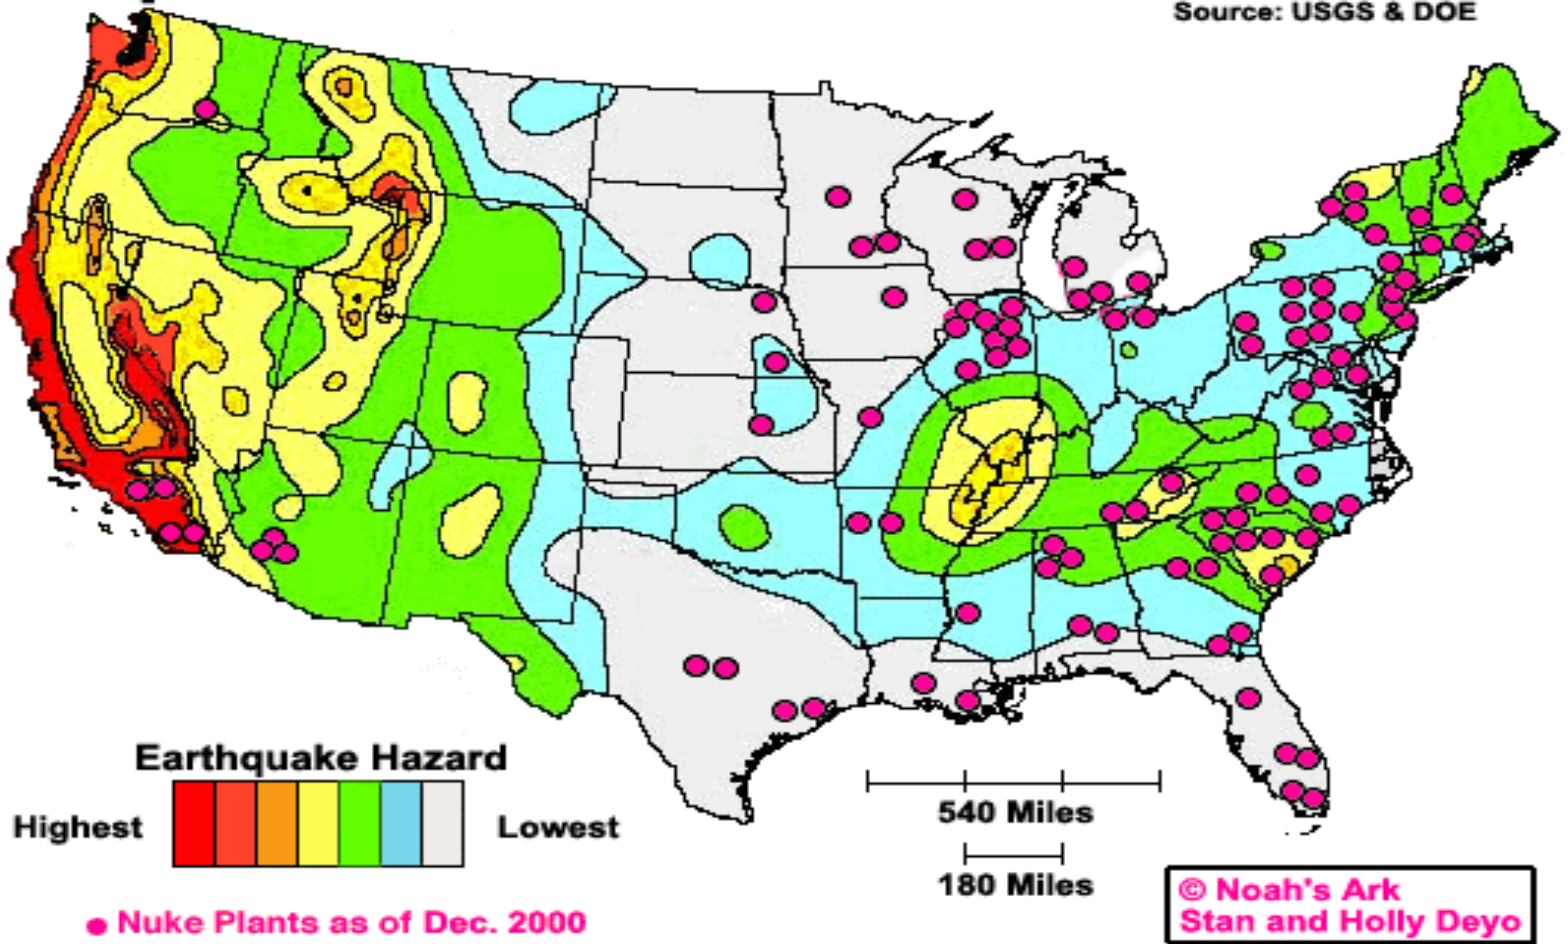 Source: USGS & DOE
Earthquake Hazard
Highest
Lowest
540 Miles
180 Miles
Nuke Plants as of Dec. 2000
© Noah's Ark
Stan and Holly Deyo